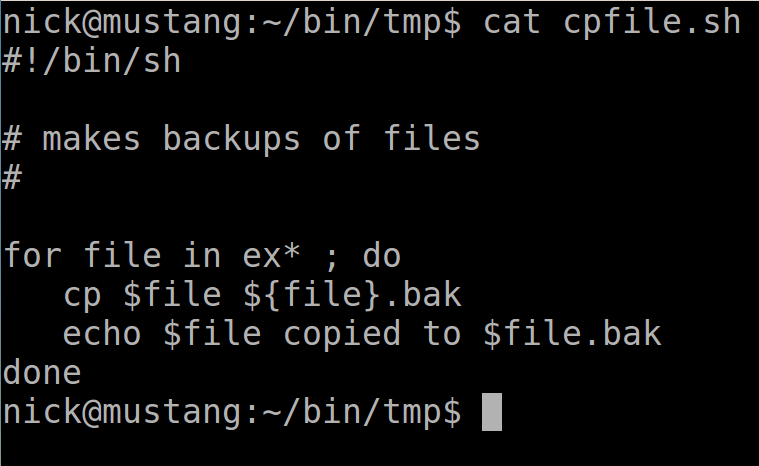 nick@mustang:~/bin/tmp$ cat cpfile.sh
#!/bin/sh
# makes backups of files
#
for file in ex* ; do
cp $file ${file}.bak
echo $file copied to $file.bak
done
nick@mustang:~/bin/tmp$